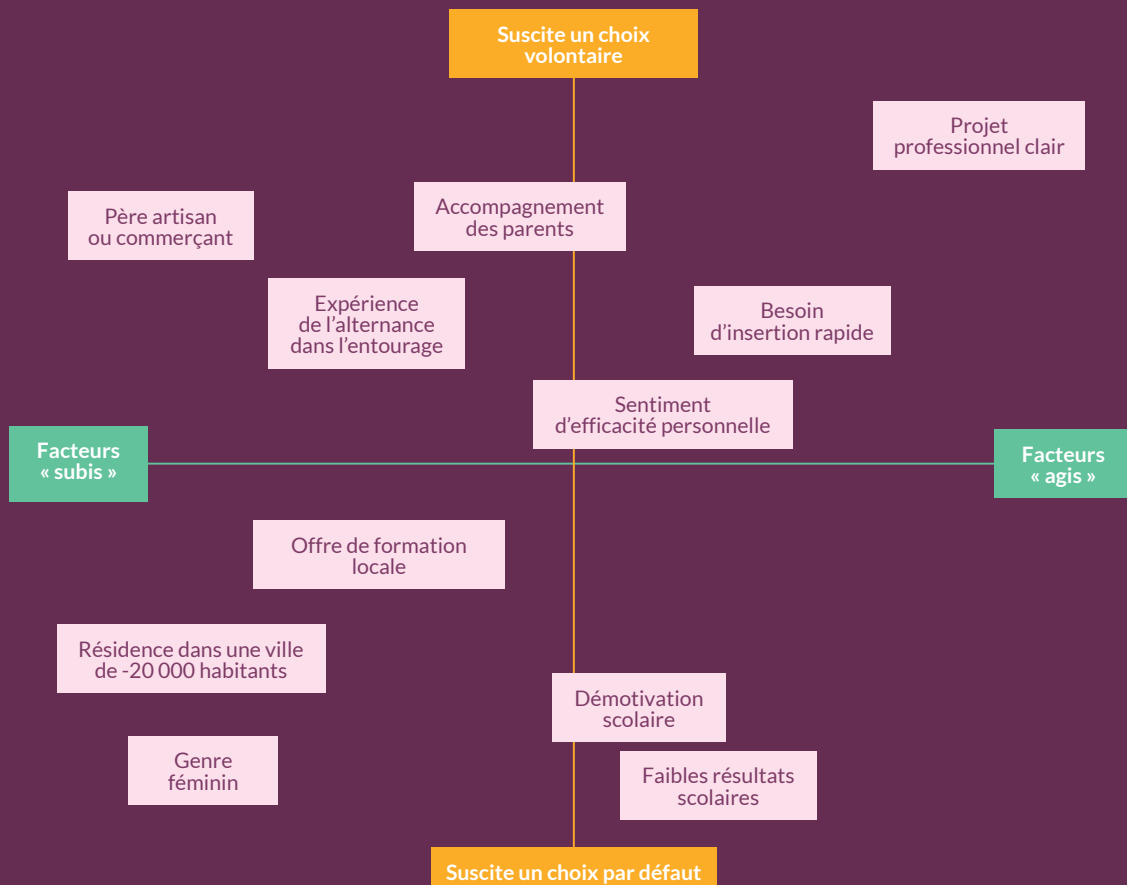 Suscite un choix
volontaire
Projet
professionnel clair
Accompagnement
des parents
Père artisan
ou commerçant
Expérience
de l’alternance
dans l’entourage
Besoin
d’insertion rapide
Sentiment
d’efficacité personnelle
Facteurs
« subis »
Facteurs
« agis »
Offre de formation
locale
Résidence dans une ville
de -20 000 habitants
Démotivation
scolaire
Genre
féminin
Faibles résultats
scolaires
Suscite un choix par défaut